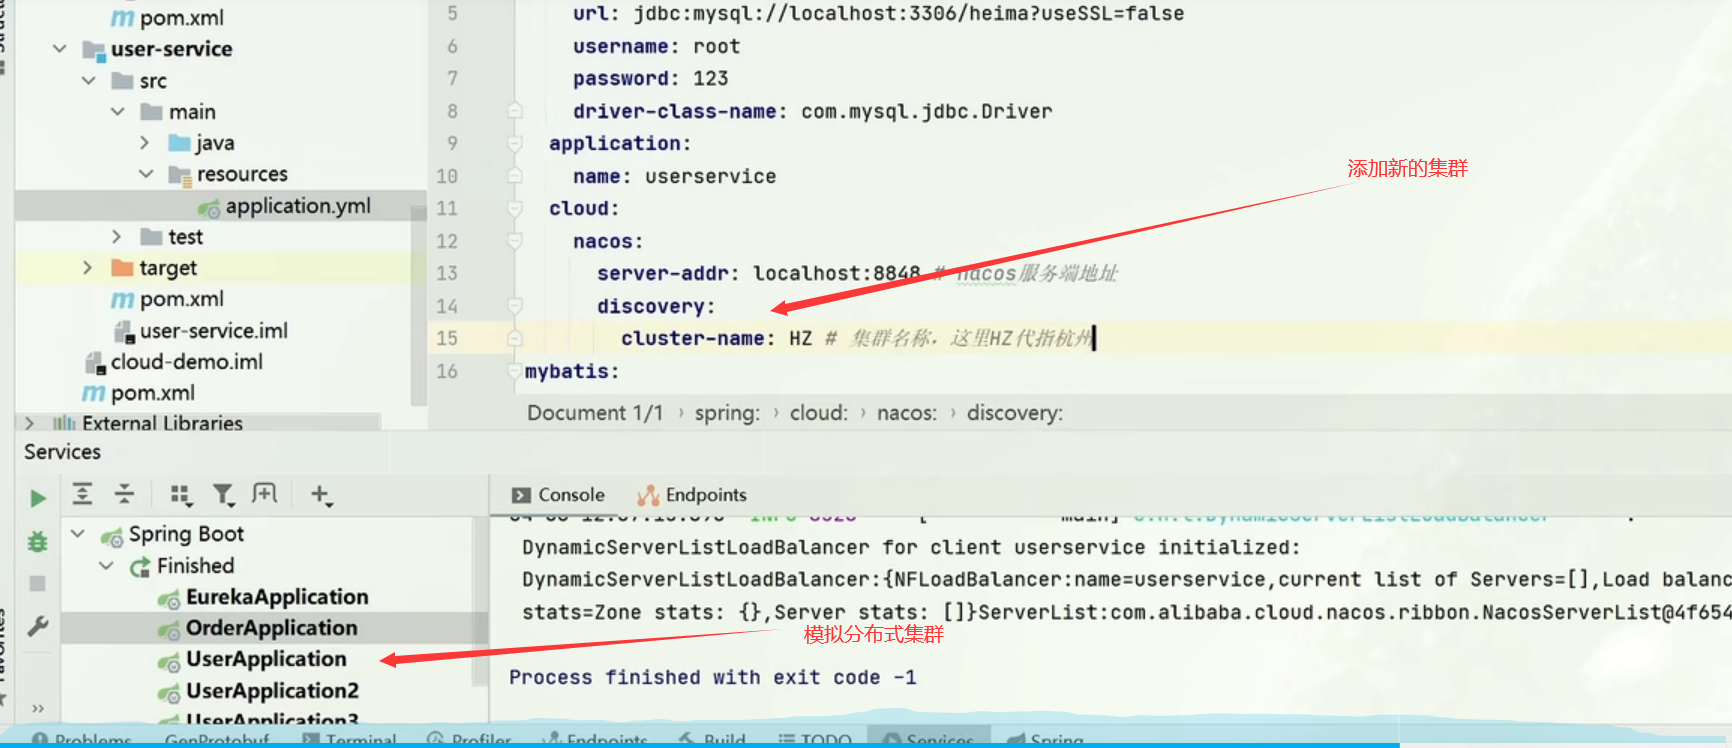 pom.xml
user-service
src
main
java
resources
application.yml
test
target
pom.xml
user-service.iml
cloud-demo.iml
pom.xml
External Libraries
5 url: jdbc:mysql://localhost:3306/heima?useSSL=false
6 username: root
7 password: 123
8 driver-class-name: com.mysql.jdbc.Driver
9 application:
10 name: userservice
11 cloud:
12 nacos:
13 server-addr: localhost:8848 # nacos服务端地址
14 discovery:
15 cluster-name: HZ # 集群名称，这里HZ代指杭州
16 mybatis:
添加新的集群
Document 1/1 › spring: › cloud: › nacos: › discovery:
Services
Spring Boot
Finished
EurekaApplication
OrderApplication
UserApplication
UserApplication2
UserApplication3
Console Endpoints
DynamicServerListLoadBalancer for client userservice initialized:
DynamicServerListLoadBalancer:{NFLoadBalancer:name=userservice,current list of Servers=[],Load balanc
stats=Zone stats: {},Server stats: []}ServerList:com.alibaba.cloud.nacos.ribbon.NacosServerList@4f654
模拟分布式集群
Process finished with exit code -1
Problems GenProtobuf Terminal Profiler Endpoints Build TODO Services Spring